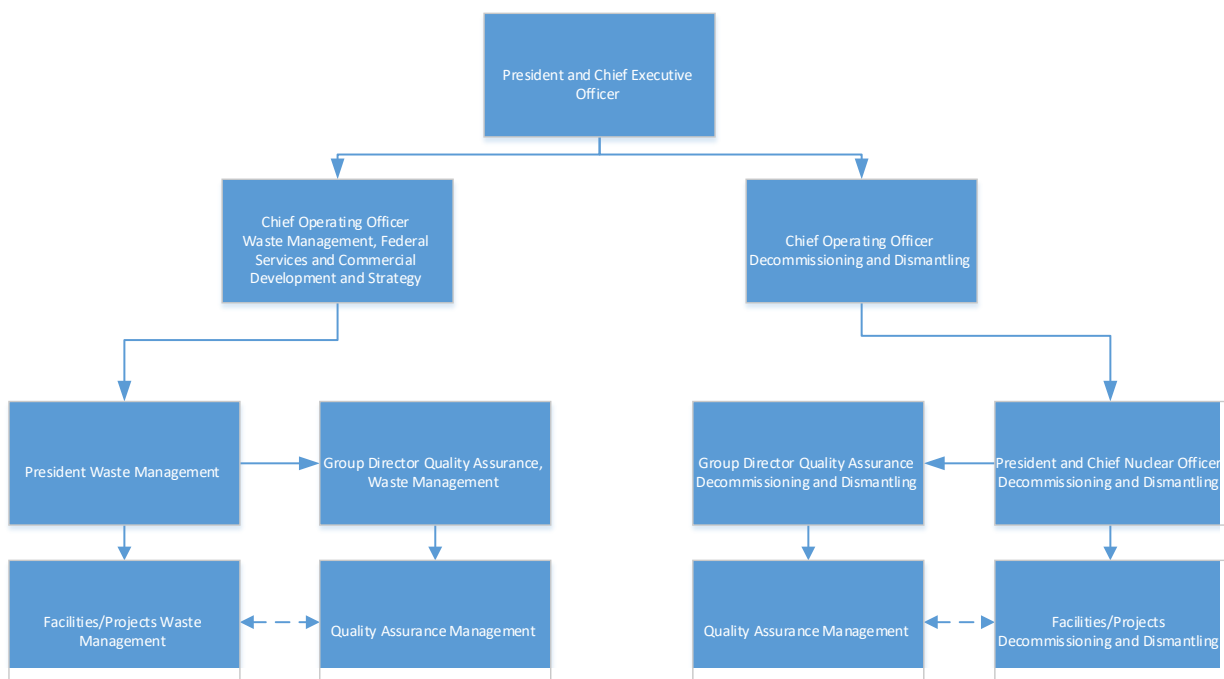 President and Chief Executive
Officer
Chief Operating Officer
Waste Management, Federal
Services and Commercial
Development and Strategy
Chief Operating Officer
Decommissioning and Dismantling
President Waste Management
Group Director Quality Assurance,
Waste Management
Group Director Quality Assurance
Decommissioning and Dismantling
President and Chief Nuclear Officer
Decommissioning and Dismantling
Facilities/Projects Waste
Management
Quality Assurance Management
Quality Assurance Management
Facilities/Projects
Decommissioning and Dismantling